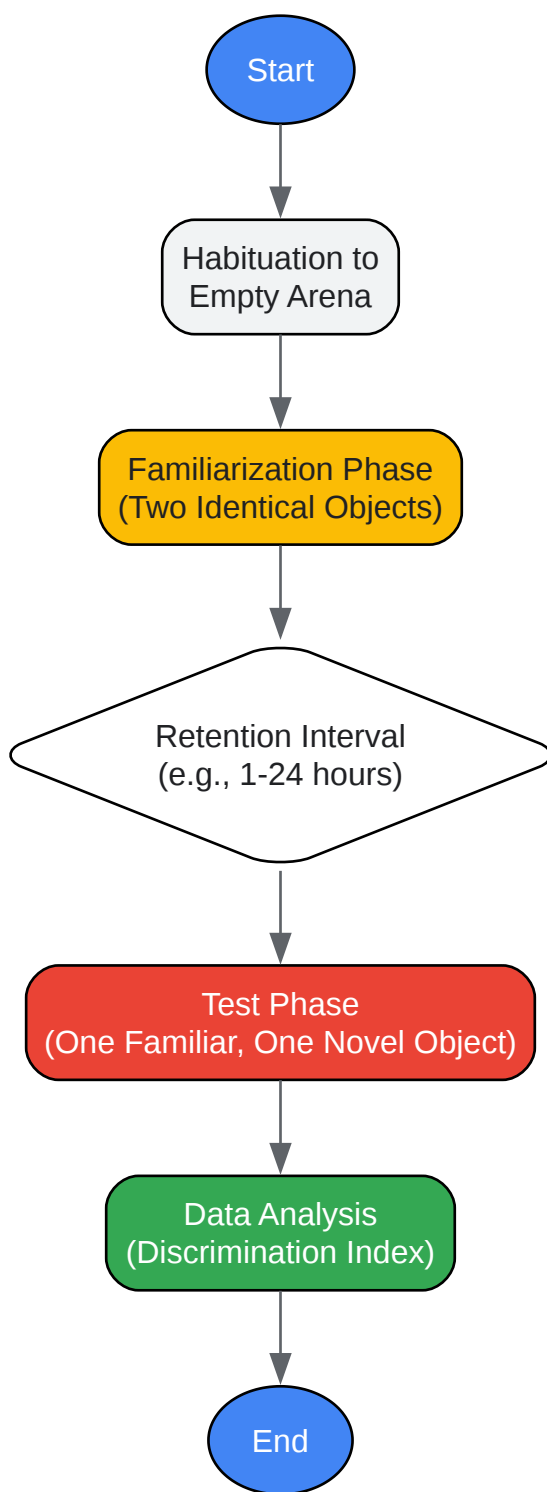 Start
Habituation to
Empty Arena
Familiarization Phase
(Two Identical Objects)
Retention Interval
(e.g., 1-24 hours)
Test Phase
(One Familiar, One Novel Object)
Data Analysis
(Discrimination Index)
End